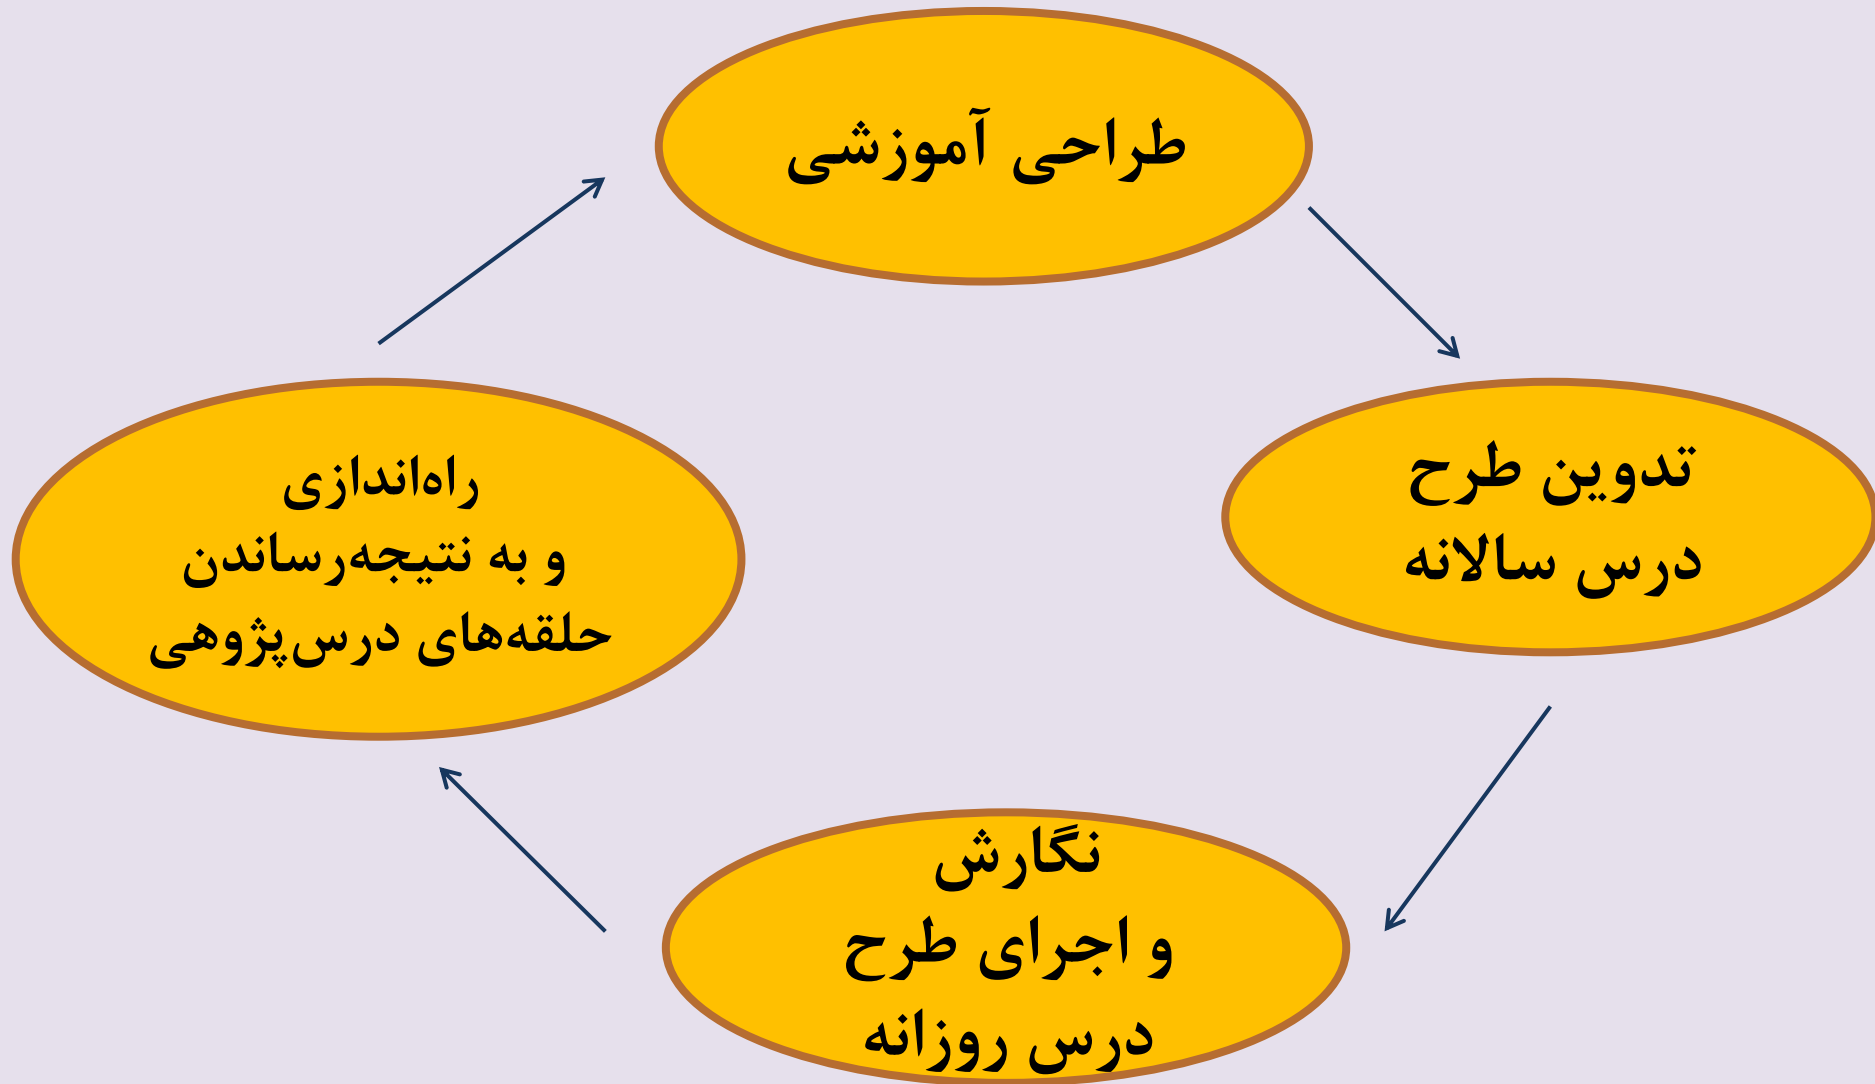 طراحی آموزشی
تدوین طرح
درس سالانه
نگارش
و اجرای طرح
درس روزانه
راه‌اندازی
و به نتیجه‌رساندن
حلقه‌های درس‌پژوهی